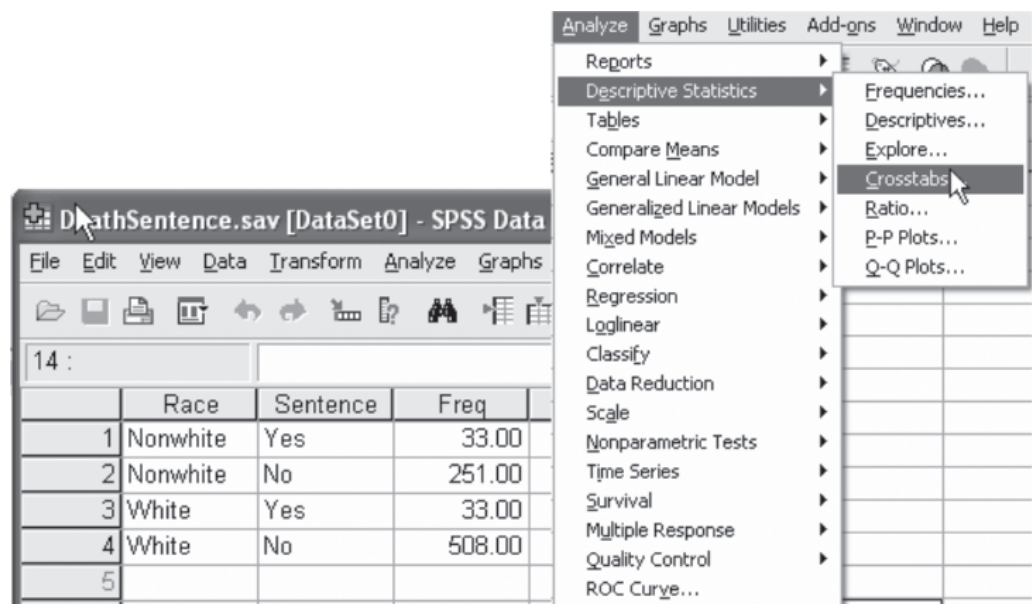 Analyze Graphs Utilities Add-ons Window Help
Reports
Descriptive Statistics
Tables
Compare Means
General Linear Model
Generalized Linear Models
Mixed Models
Correlate
Regression
Loglinear
Classify
Data Reduction
Scale
Nonparametric Tests
Time Series
Survival
Multiple Response
Quality Control
ROC Curve...
Frequencies...
Descriptives...
Explore...
Crosstabs
Ratio...
P-P Plots...
Q-Q Plots...
DeathSentence.sav [DataSet0] - SPSS Data
File Edit View Data Transform Analyze Graphs
14 :
Race Sentence Freq
1 Nonwhite Yes 33.00
2 Nonwhite No 251.00
3 White Yes 33.00
4 White No 508.00
5